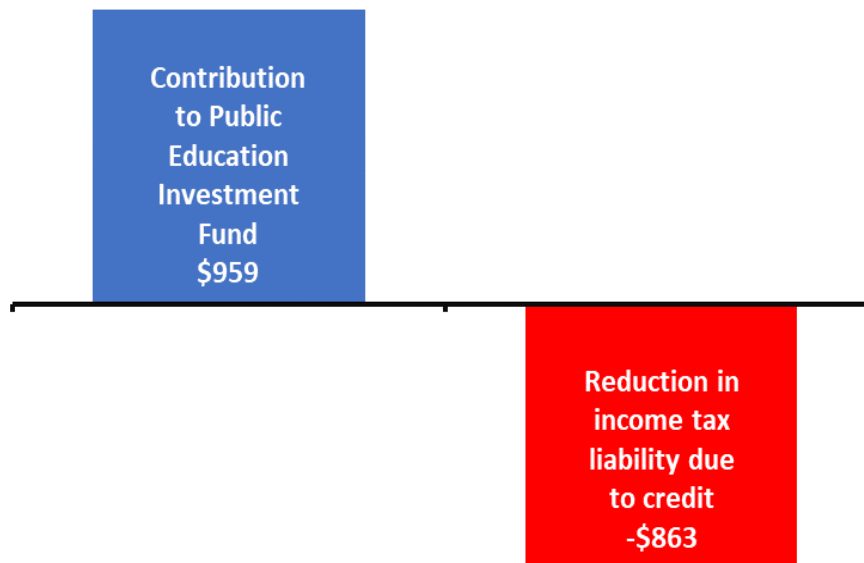 Contribution
to Public
Education
Investment
Fund
$959
Reduction in
income tax
liability due
to credit
-$863